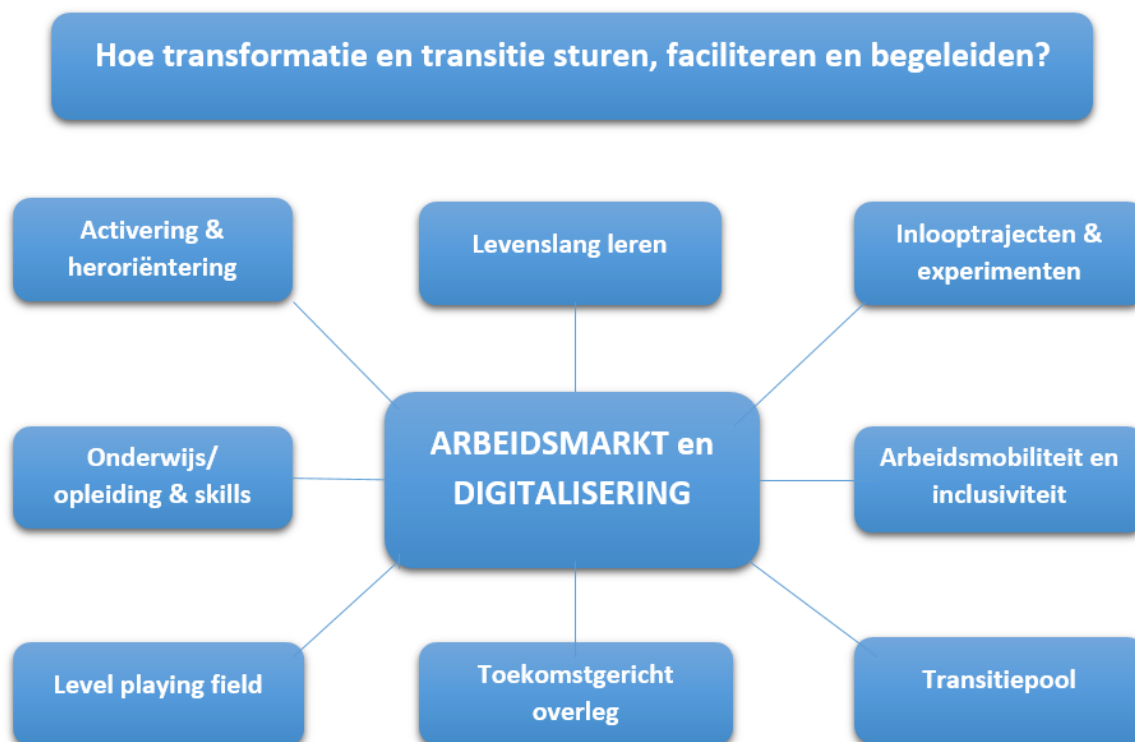 Hoe transformatie en transitie sturen, faciliteren en begeleiden?
Activering &
heroriëntering
Levenslang leren
Inlooptrajecten &
experimenten
Onderwijs/
opleiding & skills
ARBEIDSMARKT en
DIGITALISERING
Arbeidsmobiliteit en
inclusiviteit
Level playing field
Toekomstgericht
overleg
Transitiepool